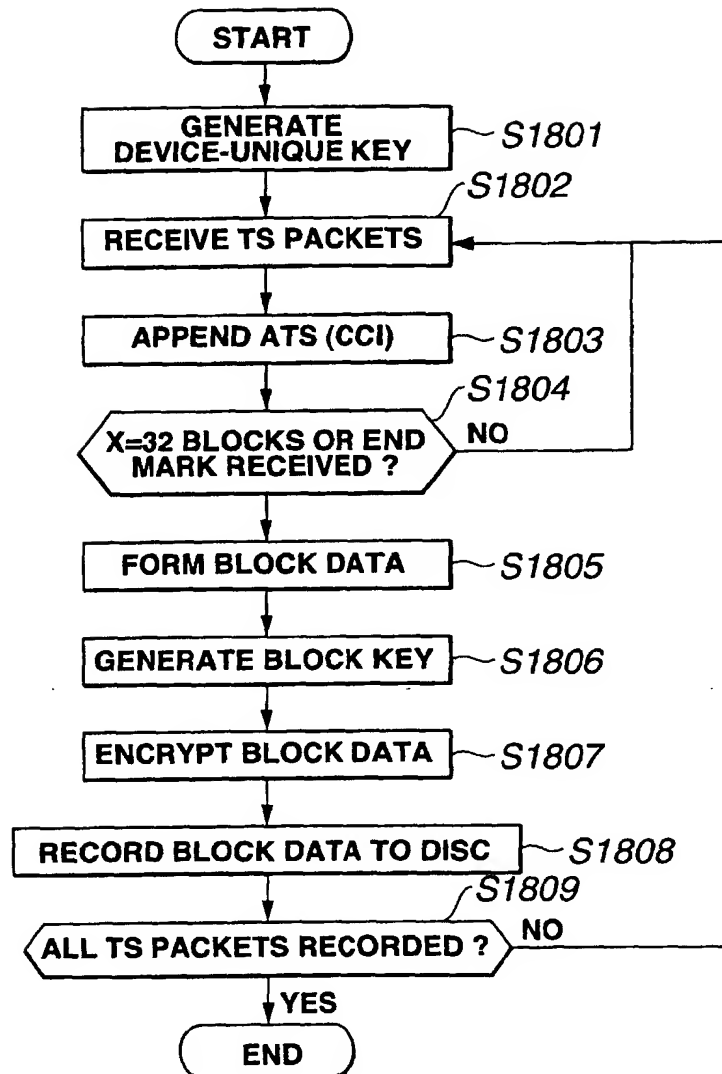 START
GENERATE
DEVICE-UNIQUE KEY
S1801
S1802
RECEIVE TS PACKETS
APPEND ATS (CCI)
S1803
S1804
X=32 BLOCKS OR END
MARK RECEIVED ?
NO
FORM BLOCK DATA
S1805
GENERATE BLOCK KEY
S1806
ENCRYPT BLOCK DATA
S1807
RECORD BLOCK DATA TO DISC
S1808
S1809
ALL TS PACKETS RECORDED ?
NO
YES
END